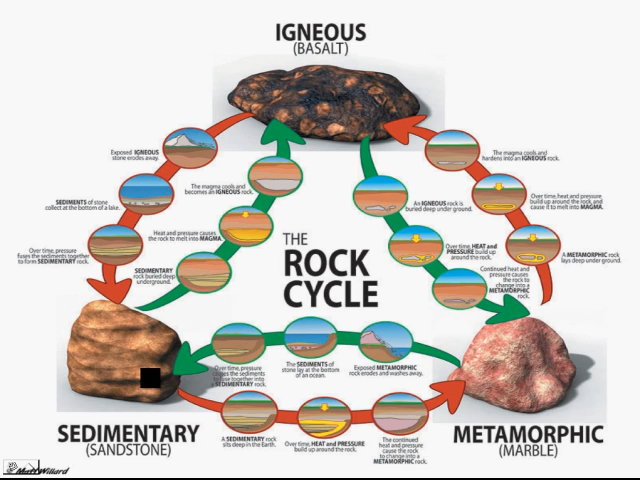 IGNEOUS
(BASALT)
Exposed IGNEOUS
stone erodes away.
SEDIMENTS of stone
collect at the bottom of a lake.
Over time, pressure
fuses the sediments together
to form SEDIMENTARY rock.
The magma cools and
becomes an IGNEOUS rock.
Heat and pressure causes
the rock to melt into MAGMA.
SEDIMENTARY
rock buried deep
underground.
THE
ROCK
CYCLE
An IGNEOUS rock is
buried deep under ground.
Over time, HEAT and
PRESSURE build up
around the rock.
Continued heat and
pressure causes
the rock to
change into a
METAMORPHIC
rock.
The magma cools and
hardens into an IGNEOUS rock.
Over time, heat and pressure
build up around the rock, and
cause it to melt into MAGMA.
A METAMORPHIC rock
lays deep under ground.
Over time, pressure
causes the sediments
to fuse together into
a SEDIMENTARY rock.
The SEDIMENTS of
stone lay at the bottom
of an ocean.
Exposed METAMORPHIC
rock erodes and washes away.
A SEDIMENTARY rock
sits deep in the Earth.
Over time, HEAT and PRESSURE
build up around the rock.
The continued
heat and pressure
cause the rock
to change into a
METAMORPHIC rock.
SEDIMENTARY
(SANDSTONE)
METAMORPHIC
(MARBLE)
Matt Willard